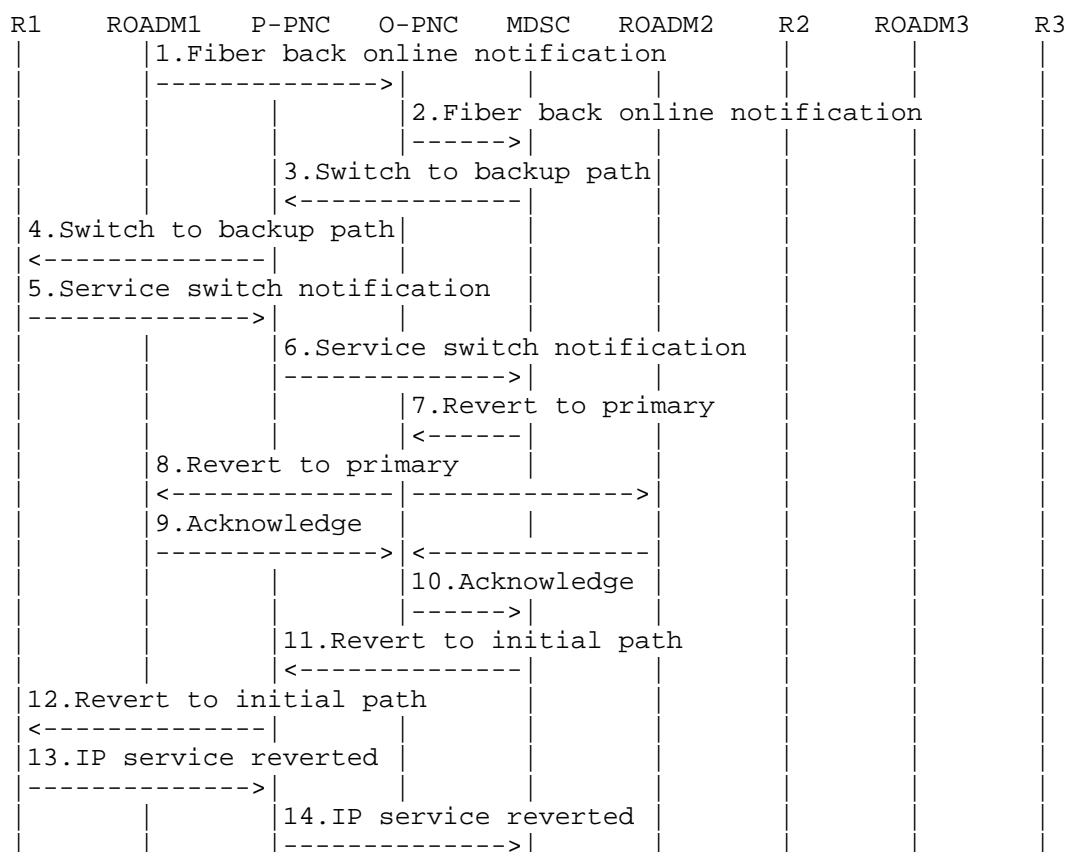 R1 ROADM1 P-PNC O-PNC MDSC ROADM2 R2 ROADM3 R3
1.Fiber back online notification
2.Fiber back online notification
3.Switch to backup path
4.Switch to backup path
5.Service switch notification
6.Service switch notification
7.Revert to primary
8.Revert to primary
9.Acknowledge
10.Acknowledge
11.Revert to initial path
12.Revert to initial path
13.IP service reverted
14.IP service reverted